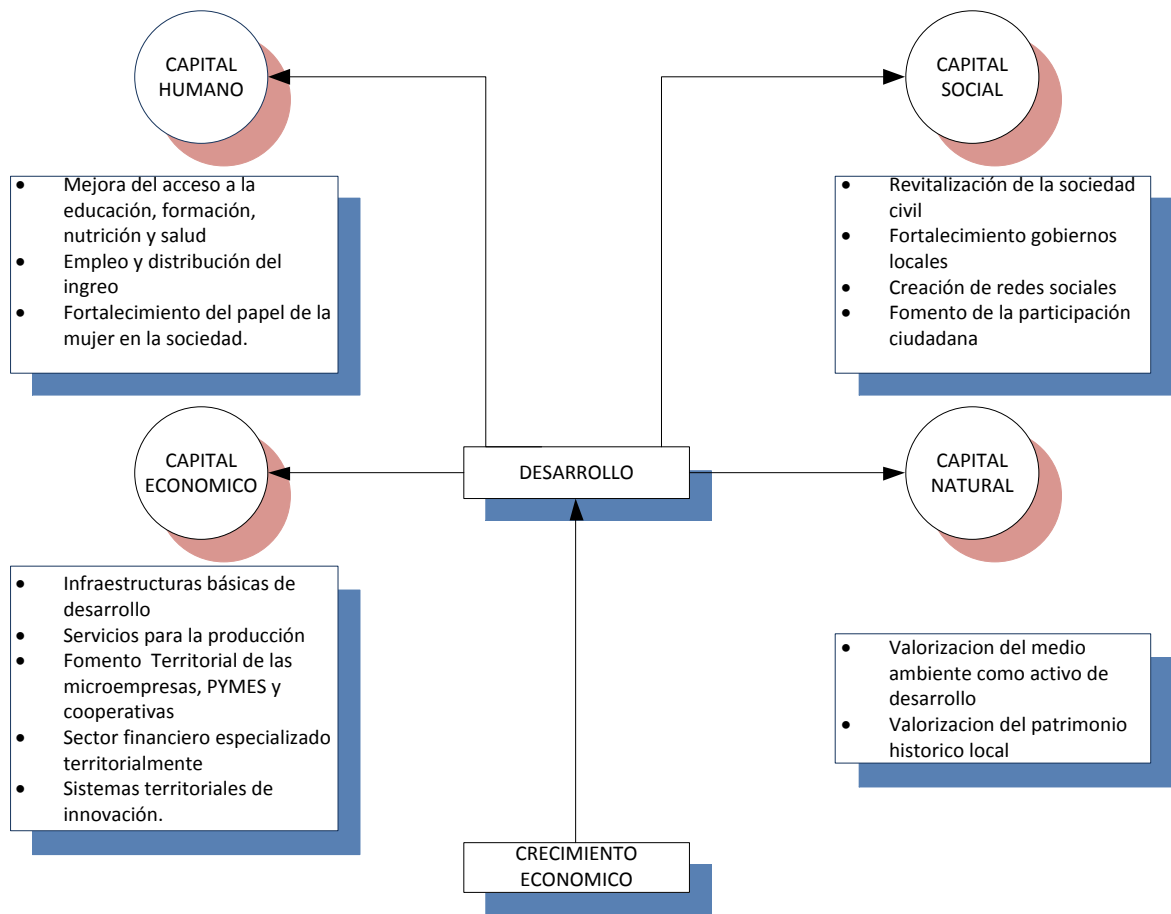 CAPITAL
HUMANO
• Mejora del acceso a la
educación, formación,
nutrición y salud
• Empleo y distribución del
ingreo
• Fortalecimiento del papel de la
mujer en la sociedad.
CAPITAL
SOCIAL
• Revitalización de la sociedad
civil
• Fortalecimiento gobiernos
locales
• Creación de redes sociales
• Fomento de la participación
ciudadana
DESARROLLO
CAPITAL
ECONOMICO
• Infraestructuras básicas de
desarrollo
• Servicios para la producción
• Fomento Territorial de las
microempresas, PYMES y
cooperativas
• Sector financiero especializado
territorialmente
• Sistemas territoriales de
innovación.
CAPITAL
NATURAL
• Valorizacion del medio
ambiente como activo de
desarrollo
• Valorizacion del patrimonio
historico local
CRECIMIENTO
ECONOMICO